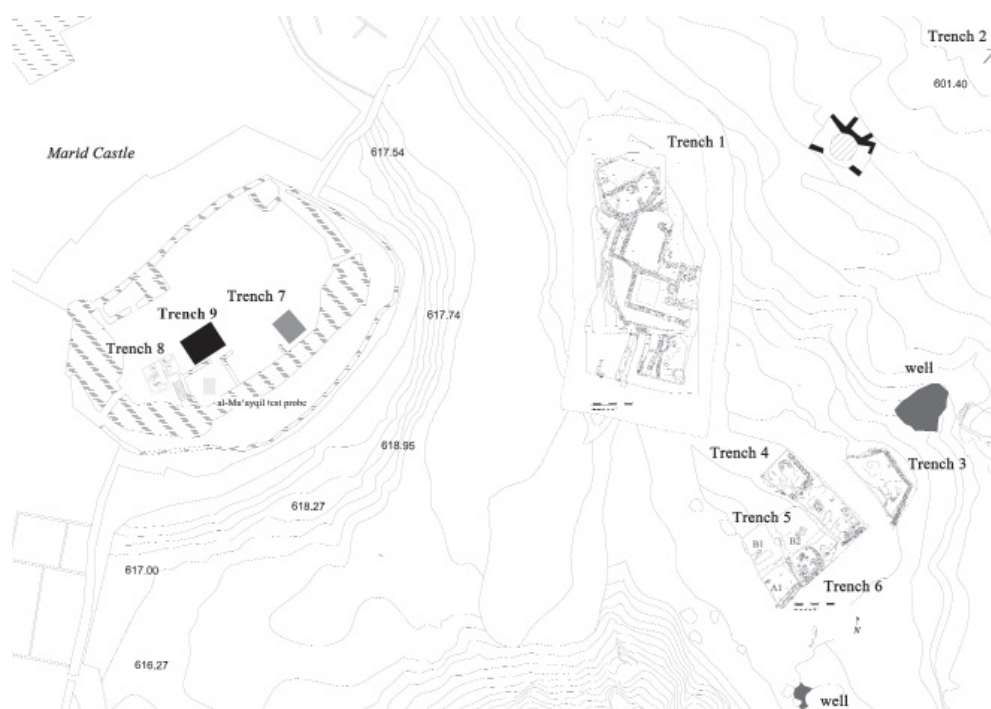 Trench 2
601.40
Trench 1
617.54
Marid Castle
Trench 7
Trench 9
617.74
Trench 8
al-Mu'ayqil test probe
well
618.95
Trench 4
Trench 3
618.27
Trench 5
B1
B2
617.00
A1
Trench 6
N
616.27
well